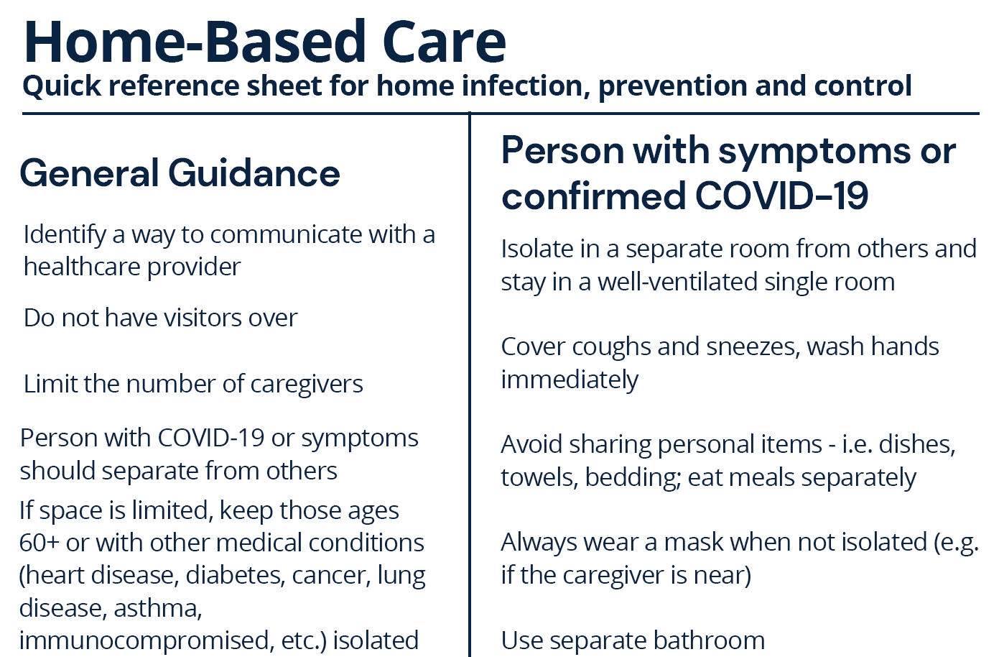 Home-Based Care
Quick reference sheet for home infection, prevention and control
General Guidance
Identify a way to communicate with a
healthcare provider
Do not have visitors over
Limit the number of caregivers
Person with COVID-19 or symptoms
should separate from others
If space is limited, keep those ages
60+ or with other medical conditions
(heart disease, diabetes, cancer, lung
disease, asthma,
immunocompromised, etc.) isolated
Person with symptoms or
confirmed COVID-19
Isolate in a separate room from others and
stay in a well-ventilated single room
Cover coughs and sneezes, wash hands
immediately
Avoid sharing personal items - i.e. dishes,
towels, bedding; eat meals separately
Always wear a mask when not isolated (e.g.
if the caregiver is near)
Use separate bathroom